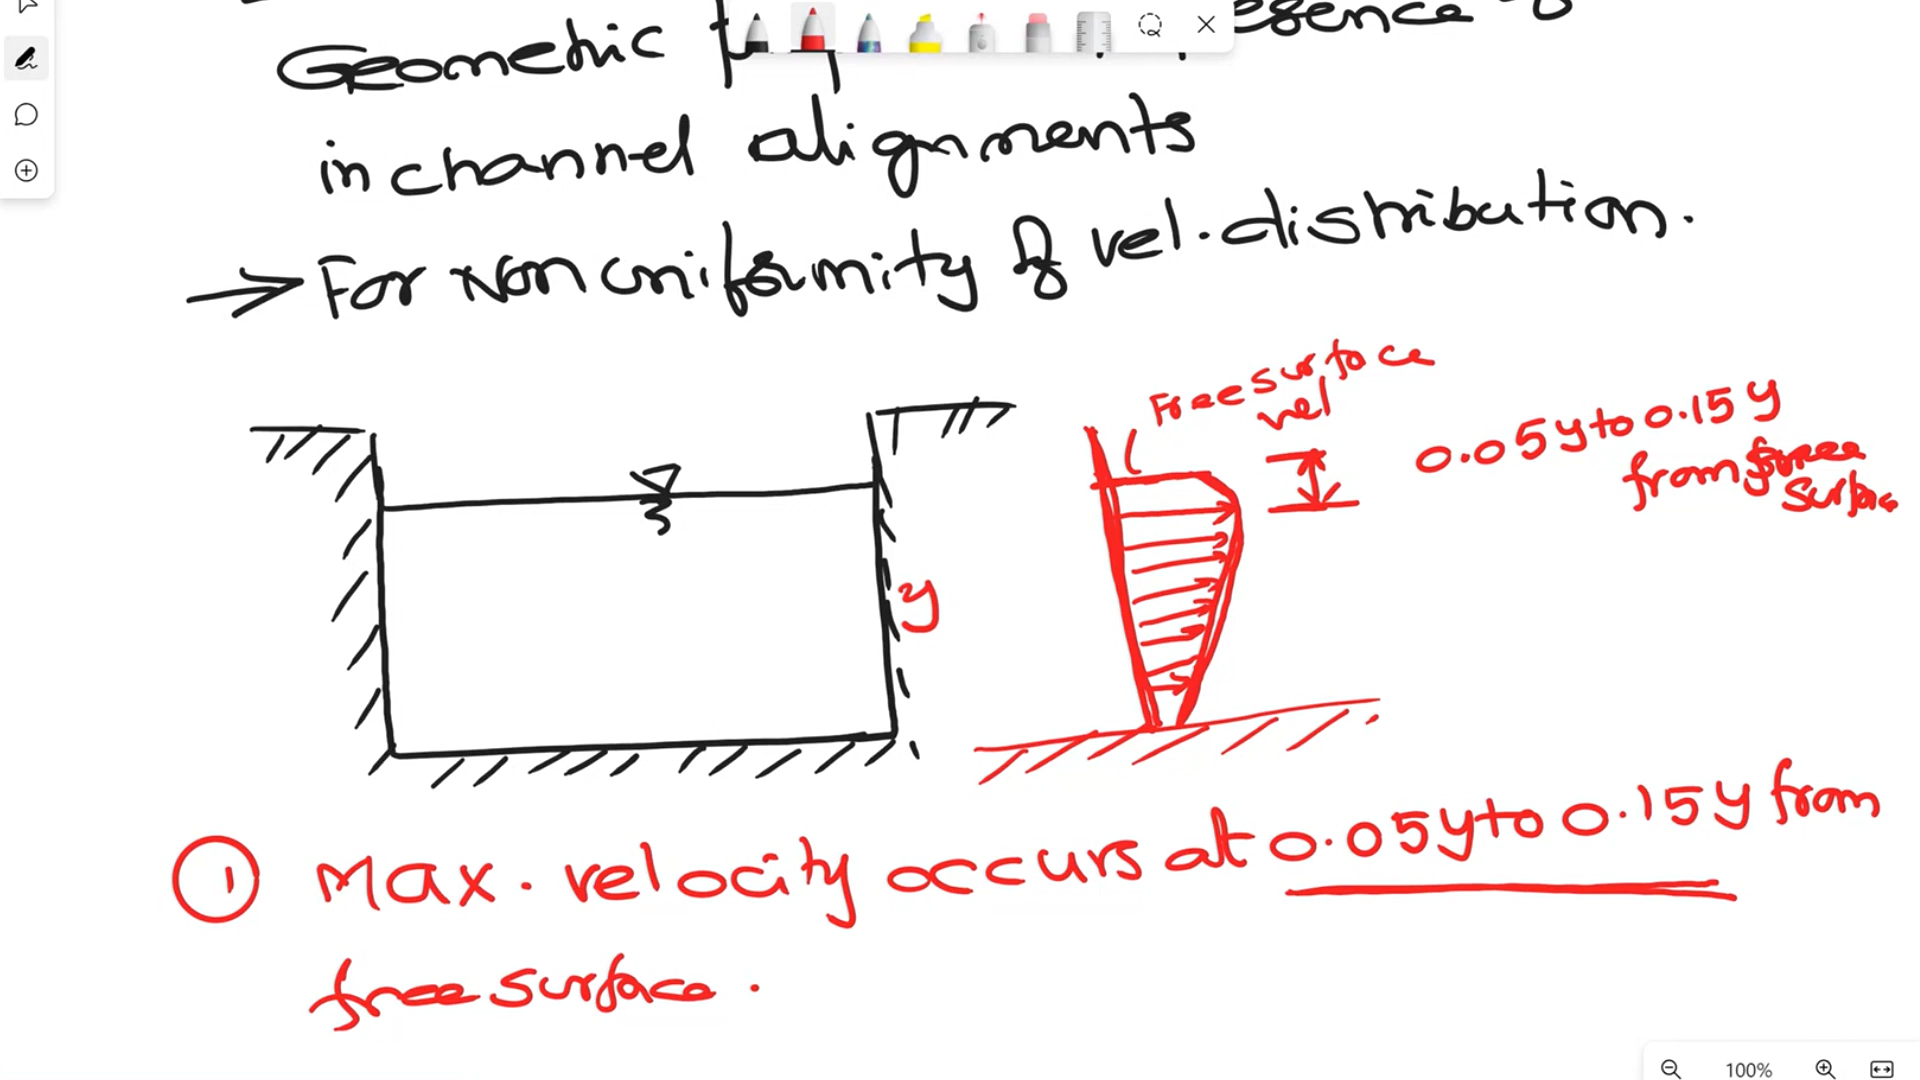 Geometric
in channel alignments
→ For Non uniformity of vel. distribution.
Free surface
vel
0.05y to 0.15y
from free
surface
y
① Max. velocity occurs at 0.05y to 0.15y from
free surface.
100%